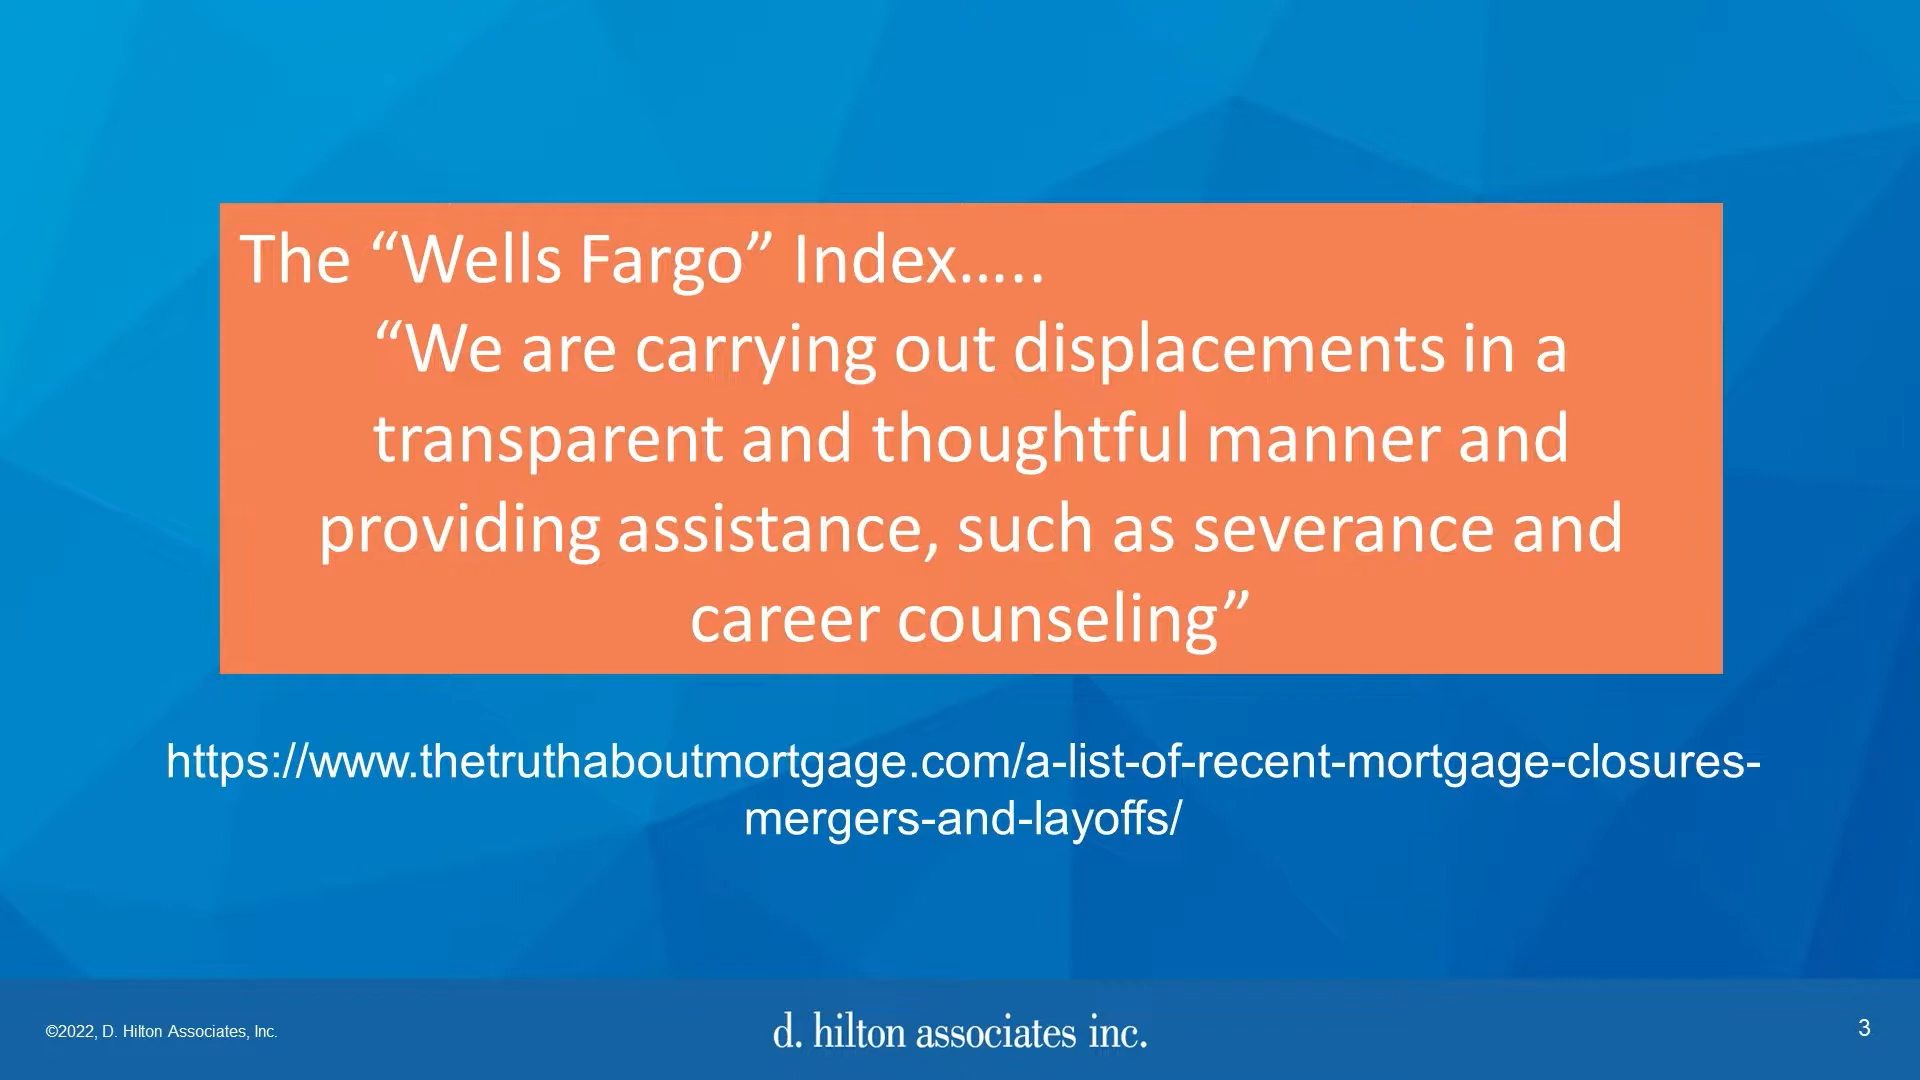 The “Wells Fargo” Index…..
“We are carrying out displacements in a
transparent and thoughtful manner and
providing assistance, such as severance and
career counseling”
https://www.thetruthaboutmortgage.com/a-list-of-recent-mortgage-closures-
mergers-and-layoffs/
©2022, D. Hilton Associates, Inc.
d. hilton associates inc.
3